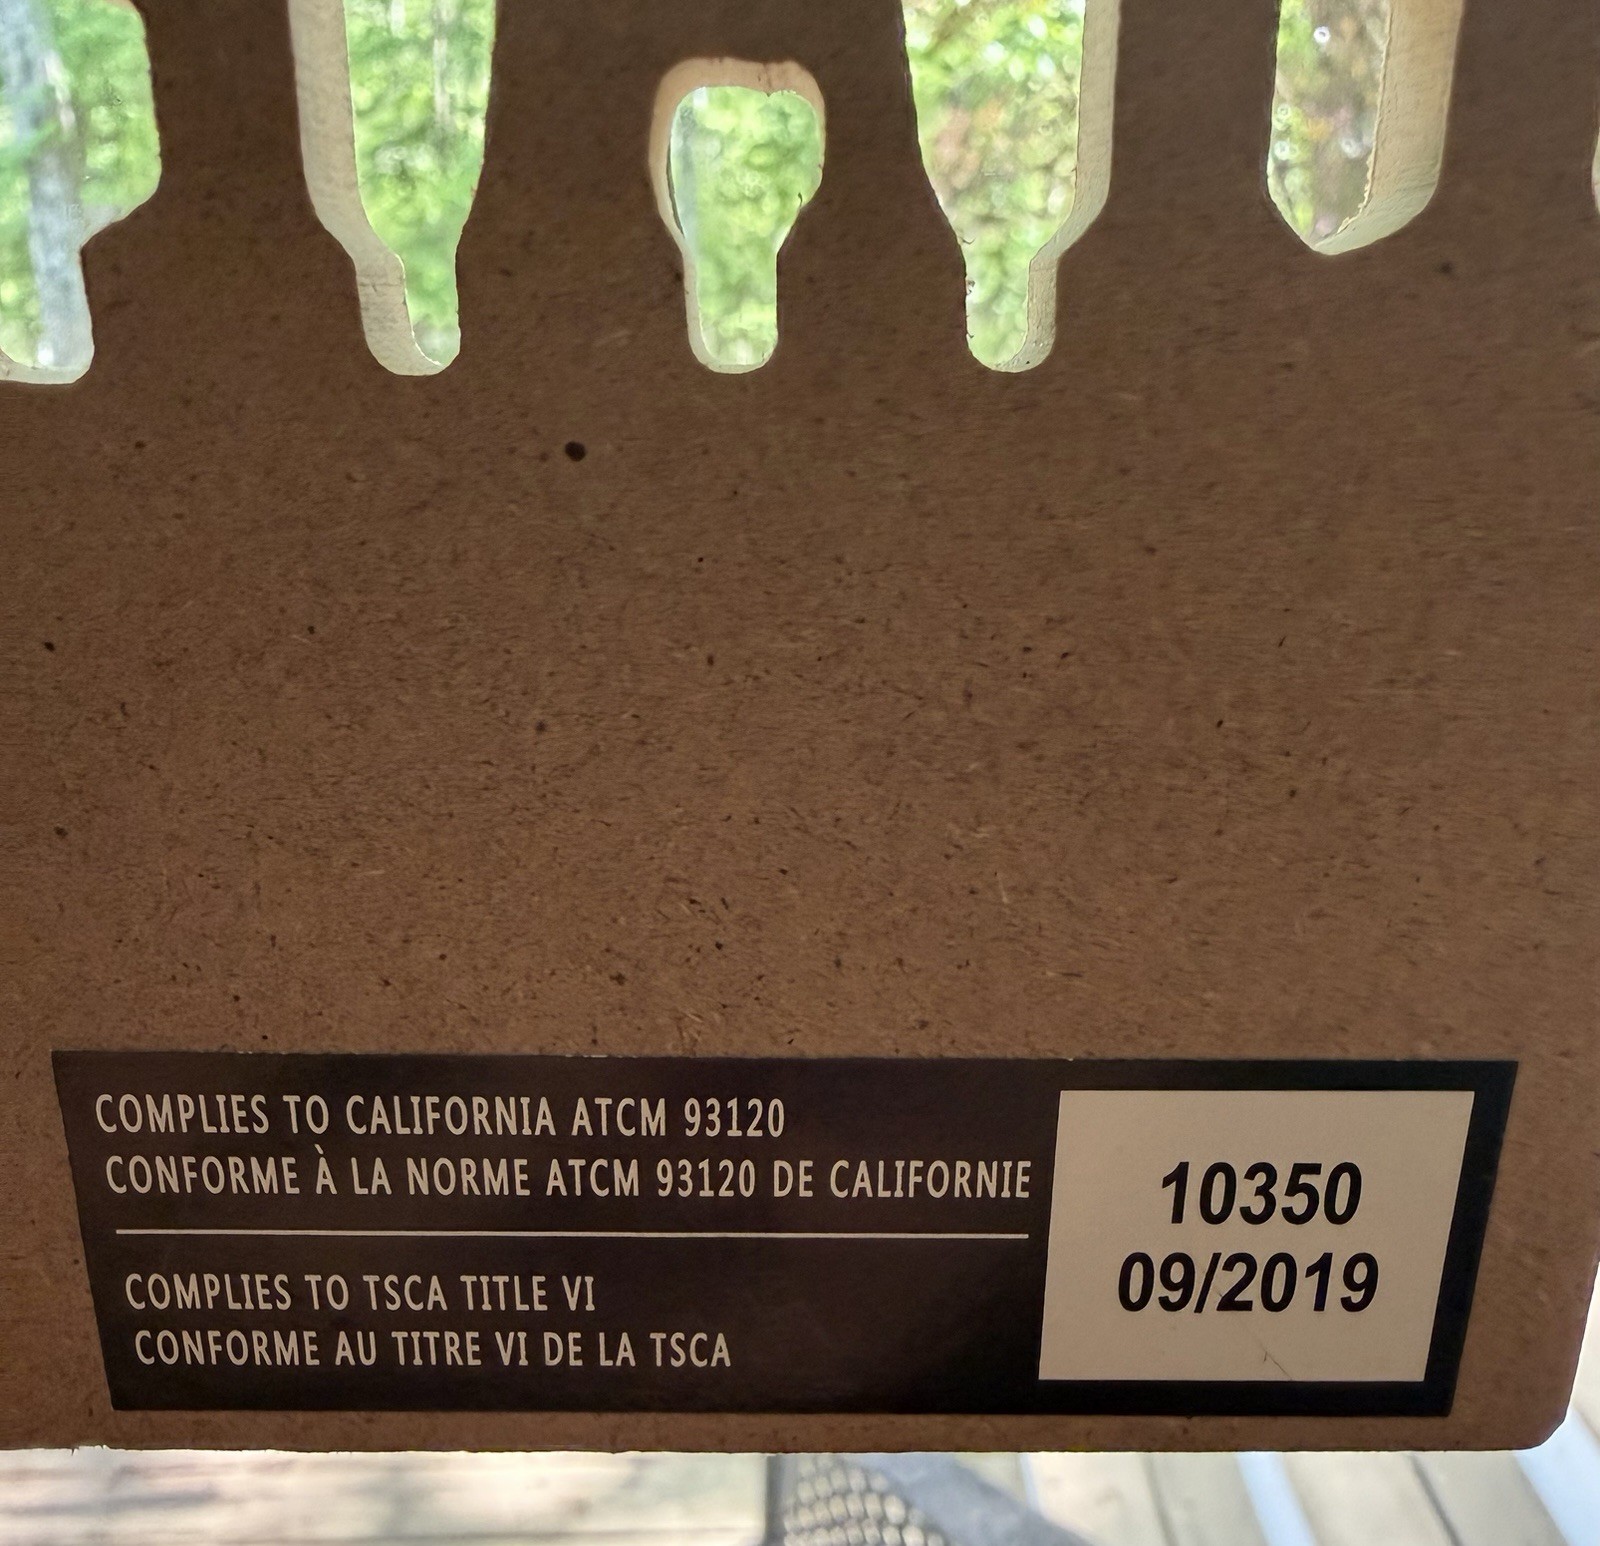 COMPLIES TO CALIFORNIA ATCM 93120
CONFORME À LA NORME ATCM 93120 DE CALIFORNIE
COMPLIES TO TSCA TITLE VI
CONFORME AU TITRE VI DE LA TSCA
10350
09/2019